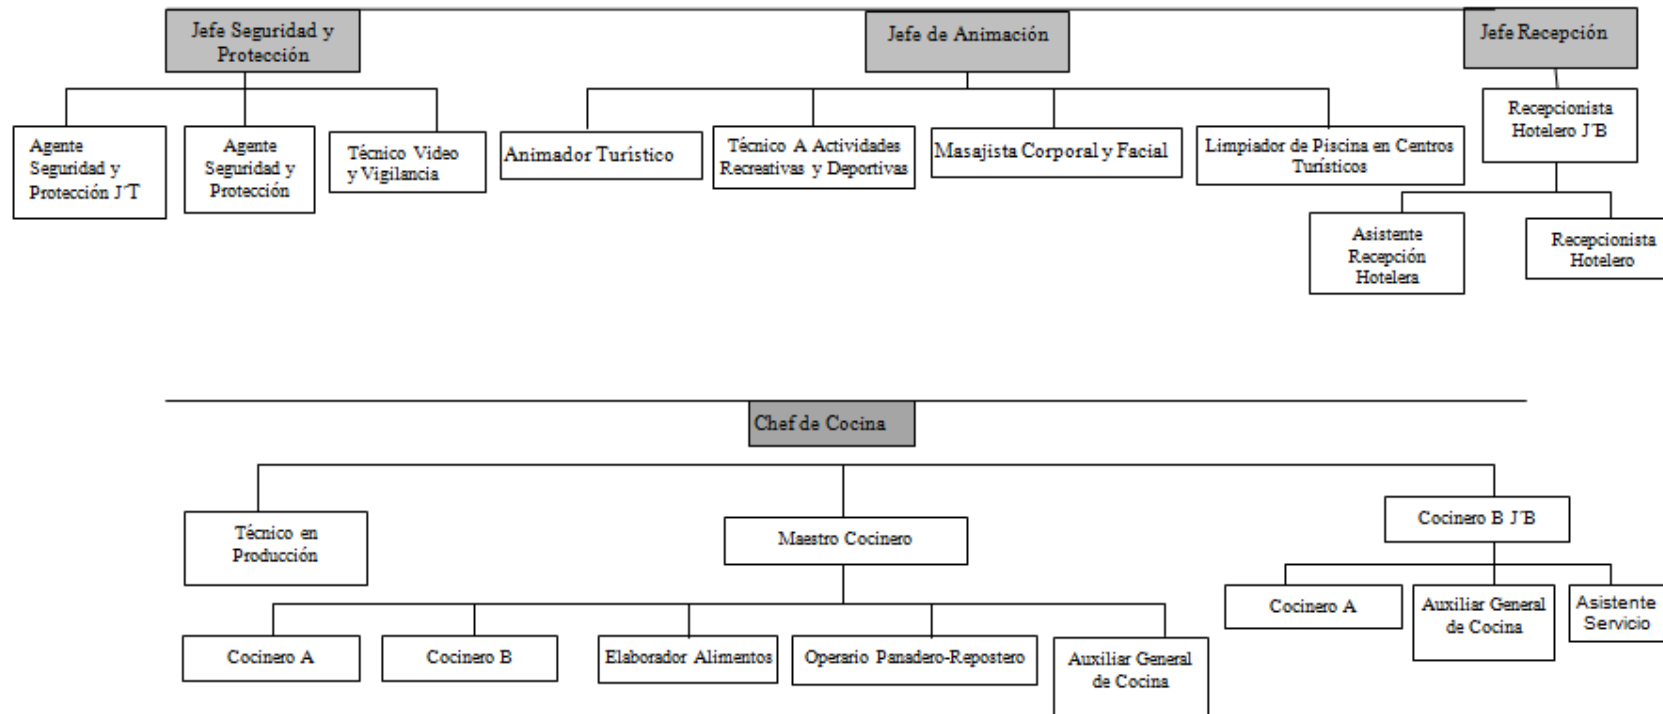 Jefe Seguridad y
Protección
Jefe de Animación
Jefe Recepción
Agente
Seguridad y
Protección J´T
Agente
Seguridad y
Protección
Técnico Video
y Vigilancia
Animador Turístico
Técnico A Actividades
Recreativas y Deportivas
Masajista Corporal y Facial
Limpiador de Piscina en Centros
Turísticos
Recepcionista
Hotelero J´B
Asistente
Recepción
Hotelera
Recepcionista
Hotelero
Chef de Cocina
Técnico en
Producción
Maestro Cocinero
Cocinero B J´B
Cocinero A
Cocinero B
Elaborador Alimentos
Operario Panadero-Repostero
Auxiliar General
de Cocina
Cocinero A
Auxiliar General
de Cocina
Asistente
Servicio